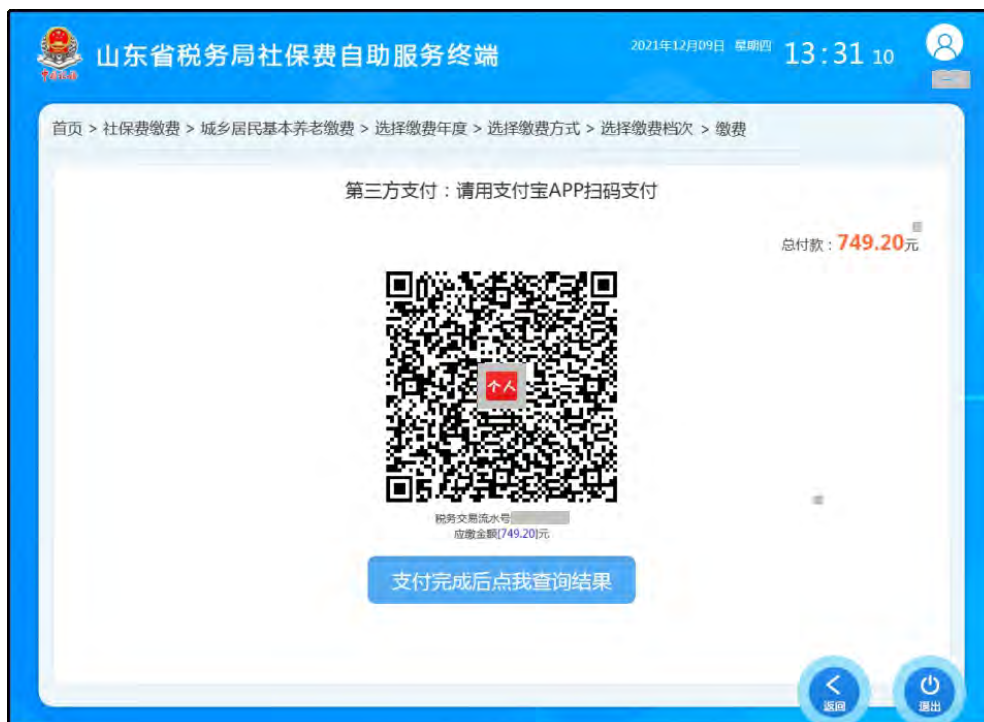 山东省税务局社保费自助服务终端
2021年12月09日 星期四 13:31 10
首页 > 社保费缴费 > 城乡居民基本养老缴费 > 选择缴费年度 > 选择缴费方式 > 选择缴费档次 > 缴费
第三方支付：请用支付宝APP扫码支付
总付款：749.20元
个人
税务交易流水号
应缴金额[749.20]元
支付完成后点我查询结果
返回
退出